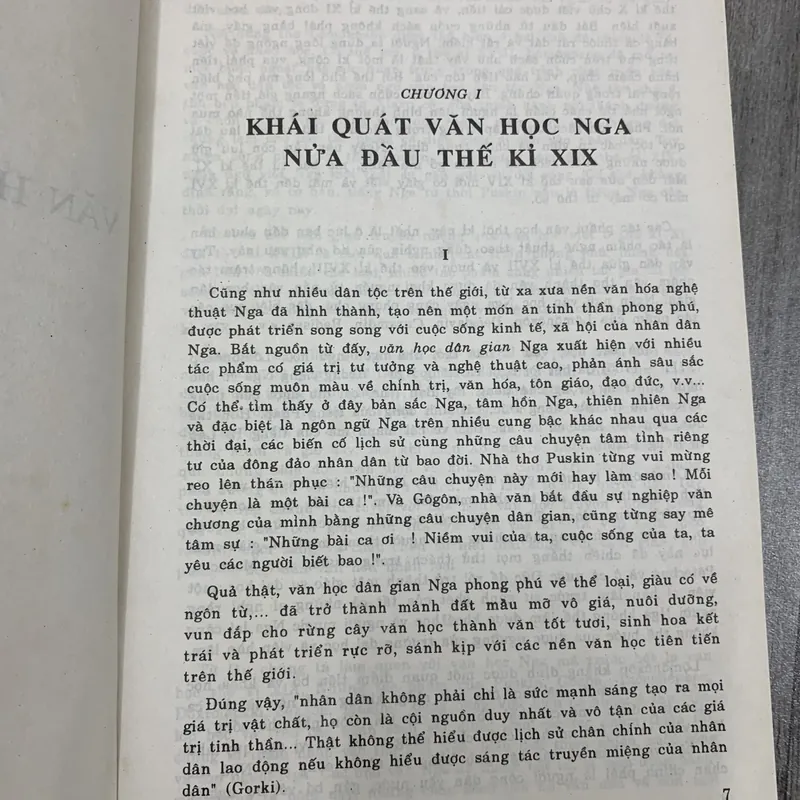 CHƯƠNG I
KHÁI QUÁT VĂN HỌC NGA
NỬA ĐẦU THẾ KỈ XIX
I
Cũng như nhiều dân tộc trên thế giới, từ xa xưa nền văn hóa nghệ
thuật Nga đã hình thành, tạo nên một món ăn tinh thần phong phú,
được phát triển song song với cuộc sống kinh tế, xã hội của nhân dân
Nga. Bắt nguồn từ đấy, văn học dân gian Nga xuất hiện với nhiều
tác phẩm có giá trị tư tưởng và nghệ thuật cao, phản ánh sâu sắc
cuộc sống muôn màu về chính trị, văn hóa, tôn giáo, đạo đức, v.v...
Có thể tìm thấy ở đây bản sắc Nga, tâm hồn Nga, thiên nhiên Nga
và đặc biệt là ngôn ngữ Nga trên nhiều cung bậc khác nhau qua các
thời đại, các biến cố lịch sử cùng những câu chuyện tâm tình riêng
tư của đông đảo nhân dân từ bao đời. Nhà thơ Puskin từng vui mừng
reo lên thán phục : "Những câu chuyện này mới hay làm sao ! Mỗi
chuyện là một bài ca !". Và Gôgôn, nhà văn bắt đầu sự nghiệp văn
chương của mình bằng những câu chuyện dân gian, cũng từng say mê
tâm sự : "Những bài ca ơi ! Niềm vui của ta, cuộc sống của ta, ta
yêu các người biết bao !".
Quả thật, văn học dân gian Nga phong phú về thể loại, giàu có về
ngôn từ,... đã trở thành mảnh đất mầu mỡ vô giá, nuôi dưỡng,
vun đắp cho rừng cây văn học thành văn tốt tươi, sinh hoa kết
trái và phát triển rực rỡ, sánh kịp với các nền văn học tiên tiến
trên thế giới.
Đúng vậy, "nhân dân không phải chỉ là sức mạnh sáng tạo ra mọi
giá trị vật chất, họ còn là cội nguồn duy nhất và vô tận của các giá
trị tinh thần... Thật không thể hiểu được lịch sử chân chính của nhân
dân lao động nếu không hiểu được sáng tác truyền miệng của nhân
dân" (Gorki).
7